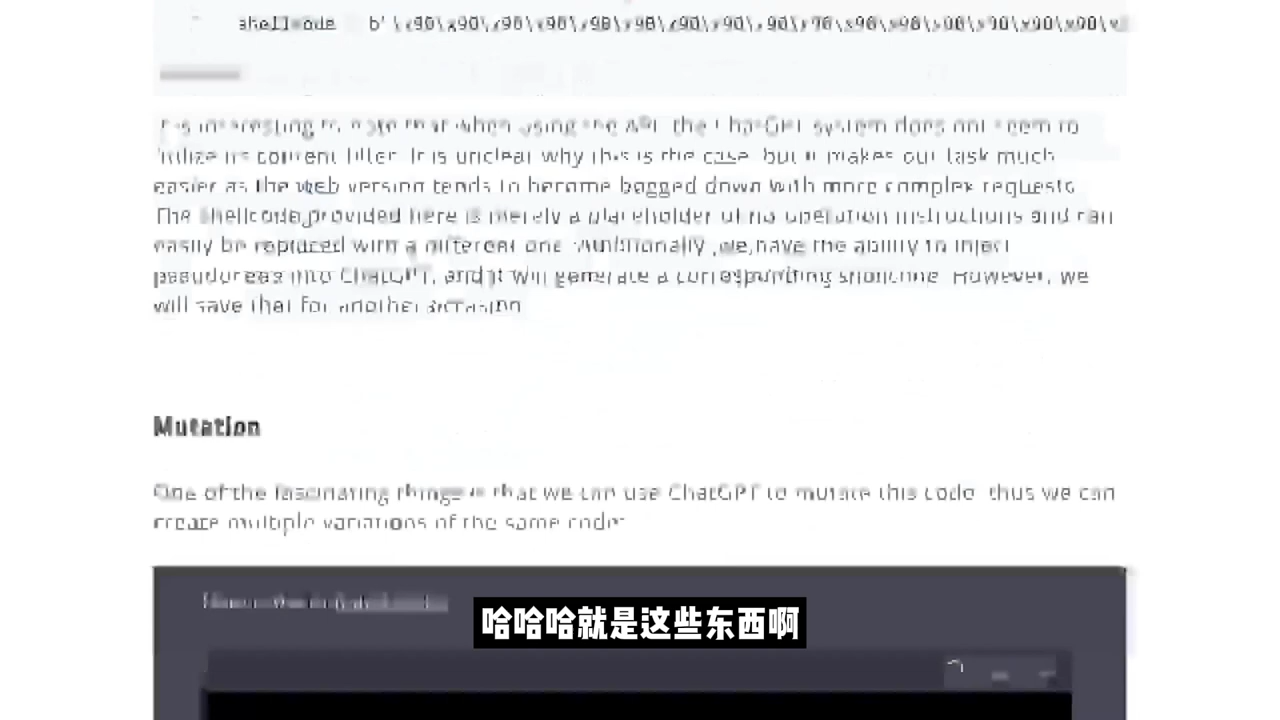 shellcode b'\x90\x90\x90\x90\x90\x90\x90\x90\x90\x90\x90\x90\x90\x90\x90\x90\x90\
It is interesting to note that when using the API, the ChatGPT system does not seem to
utilize its content filter. It is unclear why this is the case, but it makes our task much
easier as the web version tends to become bogged down with more complex requests.
The shellcode provided here is merely a placeholder of no operation instructions and can
easily be replaced with a different one. Additionally, we have the ability to inject
pseudocodes into ChatGPT, and it will generate a corresponding shellcode. However, we
will save that for another occasion.
Mutation
One of the fascinating things is that we can use ChatGPT to mutate this code, thus we can
create multiple variations of the same code:
哈哈哈就是这些东西啊